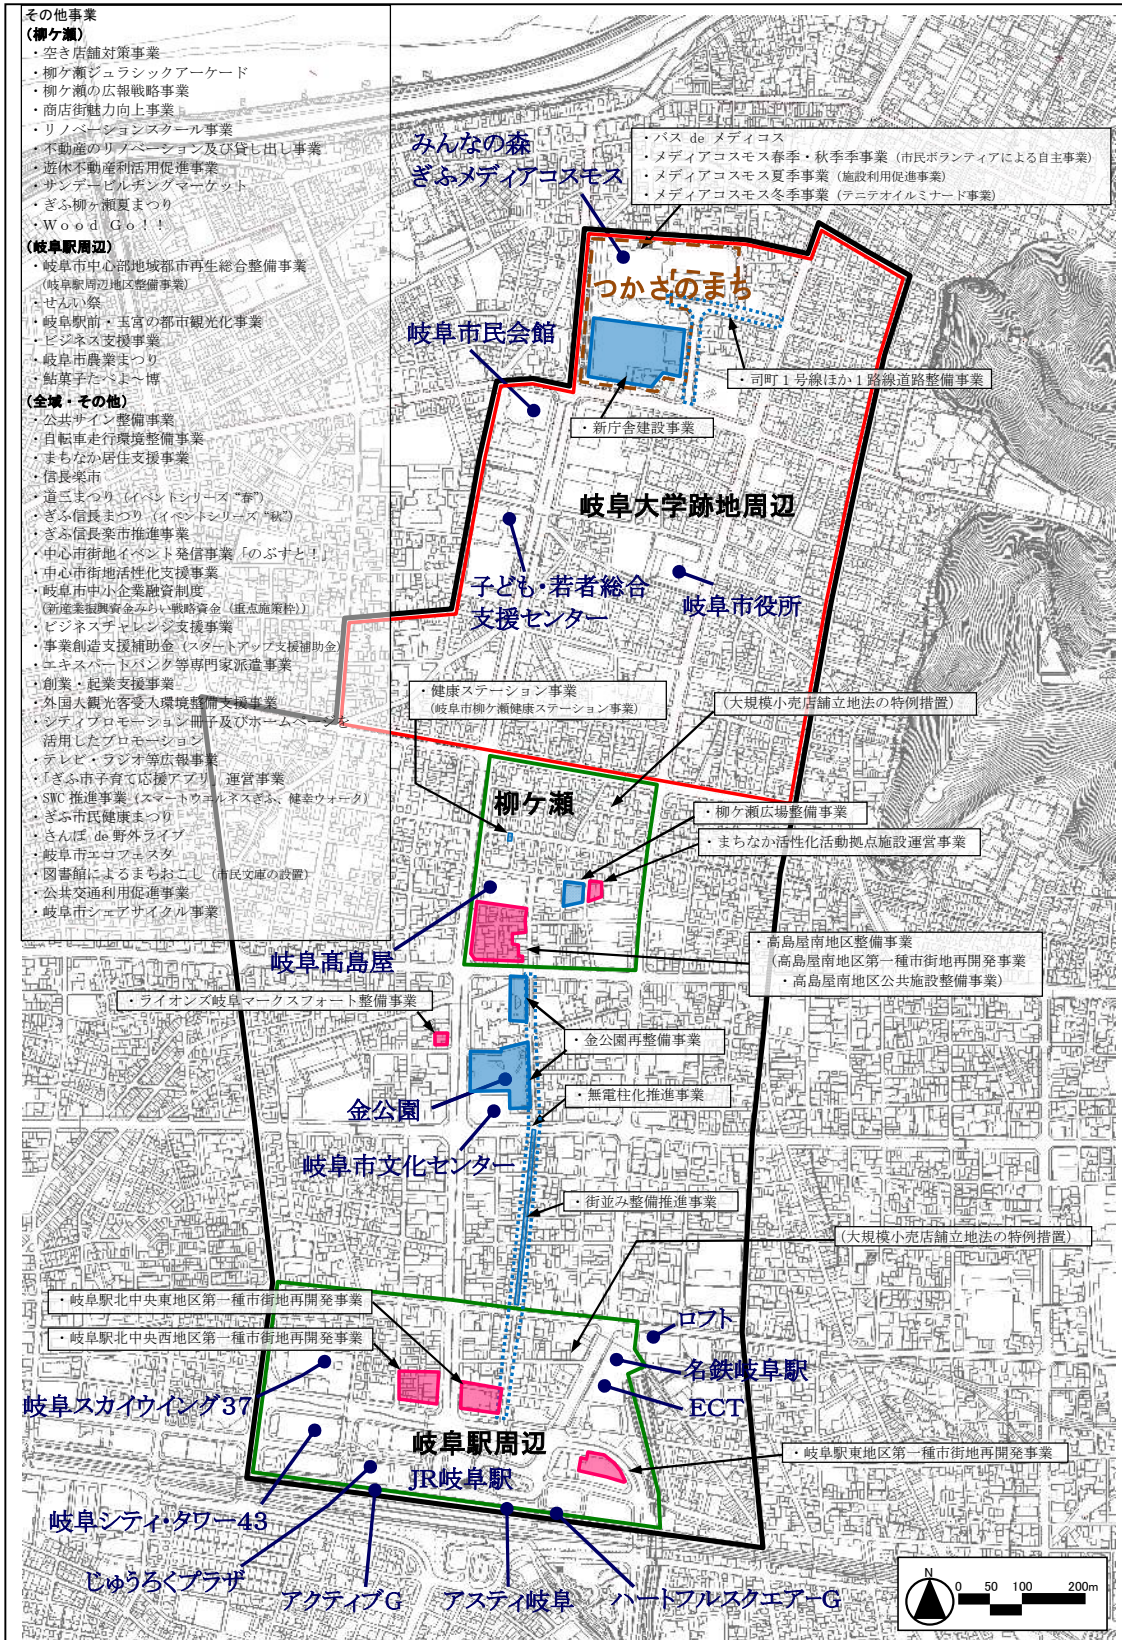 その他事業
(柳ケ瀬)
・空き店舗対策事業
・柳ケ瀬ジュラシックアーケード
・柳ケ瀬の広報戦略事業
・商店街魅力向上事業
・リノベーションスクール事業
・不動産のリノベーション及び貸し出し事業
・遊休不動産利活用促進事業
・サンデービルヂングマーケット
・ぎふ柳ヶ瀬夏まつり
・Wood Go!!
(岐阜駅周辺)
・岐阜市中心部地域都市再生総合整備事業
(岐阜駅周辺地区整備事業)
・せんい祭
・岐阜駅前・玉宮の都市観光化事業
・ビジネス支援事業
・岐阜市農業まつり
・鮎菓子たべよ～博
(全域・その他)
・公共サイン整備事業
・自転車走行環境整備事業
・まちなか居住支援事業
・信長楽市
・道三まつり (イベントシリーズ “春”)
・ぎふ信長まつり (イベントシリーズ “秋”)
・ぎふ信長楽市推進事業
・中心市街地イベント発信事業「のぶすと!」
・中心市街地活性化支援事業
・岐阜市中小企業融資制度
(新産業振興資金みらい戦略資金 (重点施策枠))
・ビジネスチャレンジ支援事業
・事業創造支援補助金 (スタートアップ支援補助金)
・エキスパートバンク等専門家派遣事業
・創業・起業支援事業
・外国人観光客受入環境整備支援事業
・シティプロモーション冊子及びホームページを
活用したプロモーション
・テレビ・ラジオ等広報事業
・「ぎふ市子育て応援アプリ」運営事業
・SWC 推進事業 (スマートウエルネスぎふ、健幸ウォーク)
・ぎふ市民健康まつり
・さんぽ de 野外ライブ
・岐阜市エコフェスタ
・図書館によるまちおこし (市民文庫の設置)
・公共交通利用促進事業
・岐阜市シェアサイクル事業
みんなの森
ぎふメディアコスモス
・バス de メディコス
・メディアコスモス春季・秋季季事業 (市民ボランティアによる自主事業)
・メディアコスモス夏季事業 (施設利用促進事業)
・メディアコスモス冬季事業 (テニテオイルミナード事業)
つかさのまち
岐阜市民会館
・司町1号線ほか1路線道路整備事業
・新庁舎建設事業
岐阜大学跡地周辺
子ども・若者総合
支援センター
岐阜市役所
・健康ステーション事業
(岐阜市柳ケ瀬健康ステーション事業)
(大規模小売店舗立地法の特例措置)
柳ケ瀬
・柳ケ瀬広場整備事業
・まちなか活性化活動拠点施設運営事業
岐阜髙島屋
・高島屋南地区整備事業
(高島屋南地区第一種市街地再開発事業
・高島屋南地区公共施設整備事業)
・ライオンズ岐阜マークスフォート整備事業
・金公園再整備事業
・無電柱化推進事業
金公園
岐阜市文化センター
・街並み整備推進事業
(大規模小売店舗立地法の特例措置)
・岐阜駅北中央東地区第一種市街地再開発事業
・岐阜駅北中央西地区第一種市街地再開発事業
ロフト
名鉄岐阜駅
ECT
岐阜スカイウイング37
岐阜駅周辺
・岐阜駅東地区第一種市街地再開発事業
JR岐阜駅
岐阜シティ・タワー43
じゅうろくプラザ
アクティブG
アスティ岐阜
ハートフルスクエアーG
N
0 50 100 200m